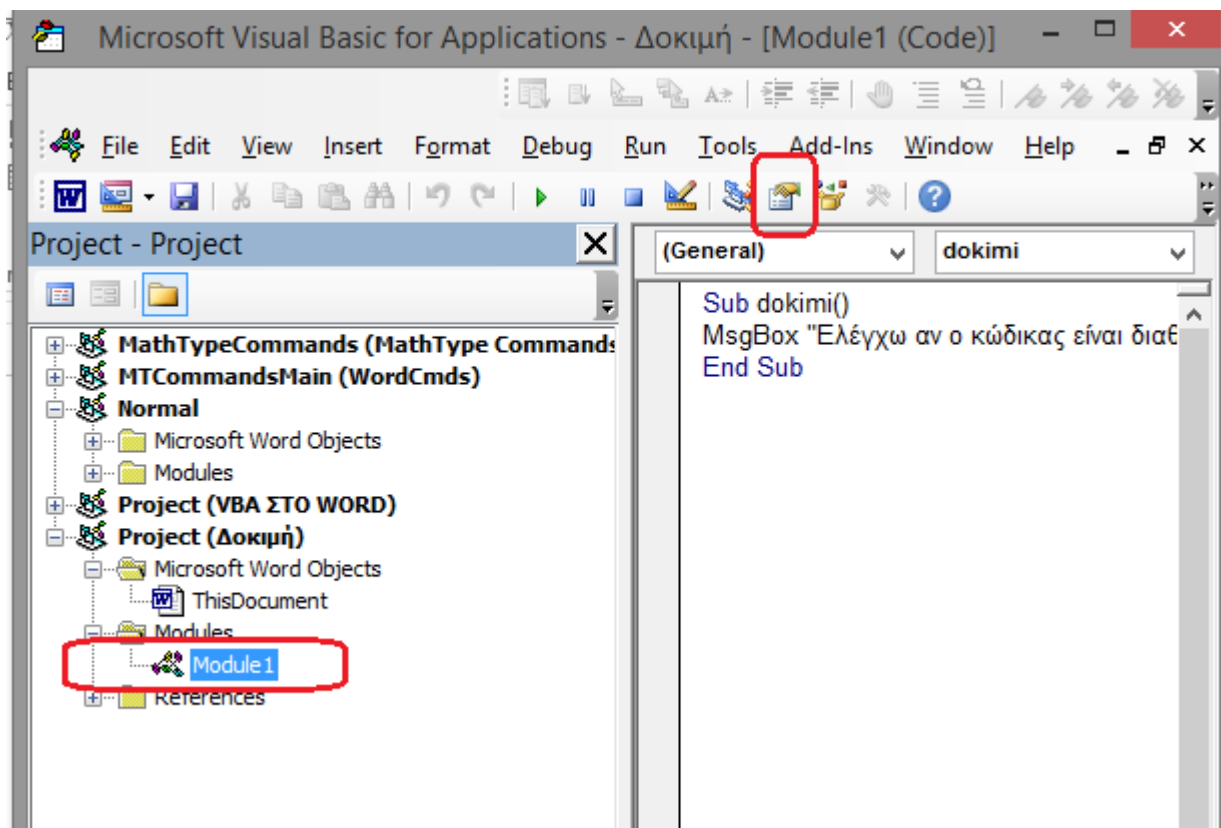 Microsoft Visual Basic for Applications - Δοκιμή - [Module1 (Code)]
File Edit View Insert Format Debug Run Tools Add-Ins Window Help
Project - Project
(General) dokimi
MathTypeCommands (MathType Commands
MTCommandsMain (WordCmds)
Normal
Microsoft Word Objects
Modules
Project (VBA ΣΤΟ WORD)
Project (Δοκιμή)
Microsoft Word Objects
ThisDocument
Modules
Module1
References
Sub dokimi()
MsgBox "Ελέγχω αν ο κώδικας είναι διαθ
End Sub